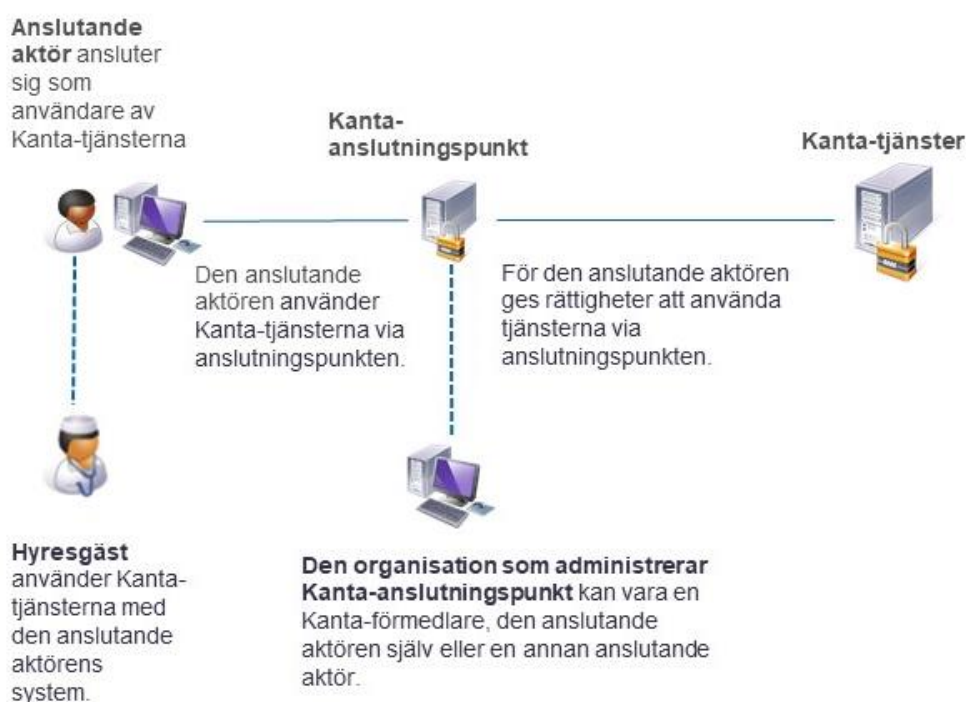 Anslutande
aktör ansluter
sig som
användare av
Kanta-tjänsterna
Kanta-
anslutningspunkt
Kanta-tjänster
Den anslutande
aktören använder
Kanta-tjänsterna via
anslutningspunkten.
För den anslutande aktören
ges rättigheter att använda
tjänsterna via
anslutningspunkten.
Hyresgäst
använder Kanta-
tjänsterna med
den anslutande
aktörens
system.
Den organisation som administrerar
Kanta-anslutningspunkt kan vara en
Kanta-förmedlare, den anslutande
aktören själv eller en annan anslutande
aktör.